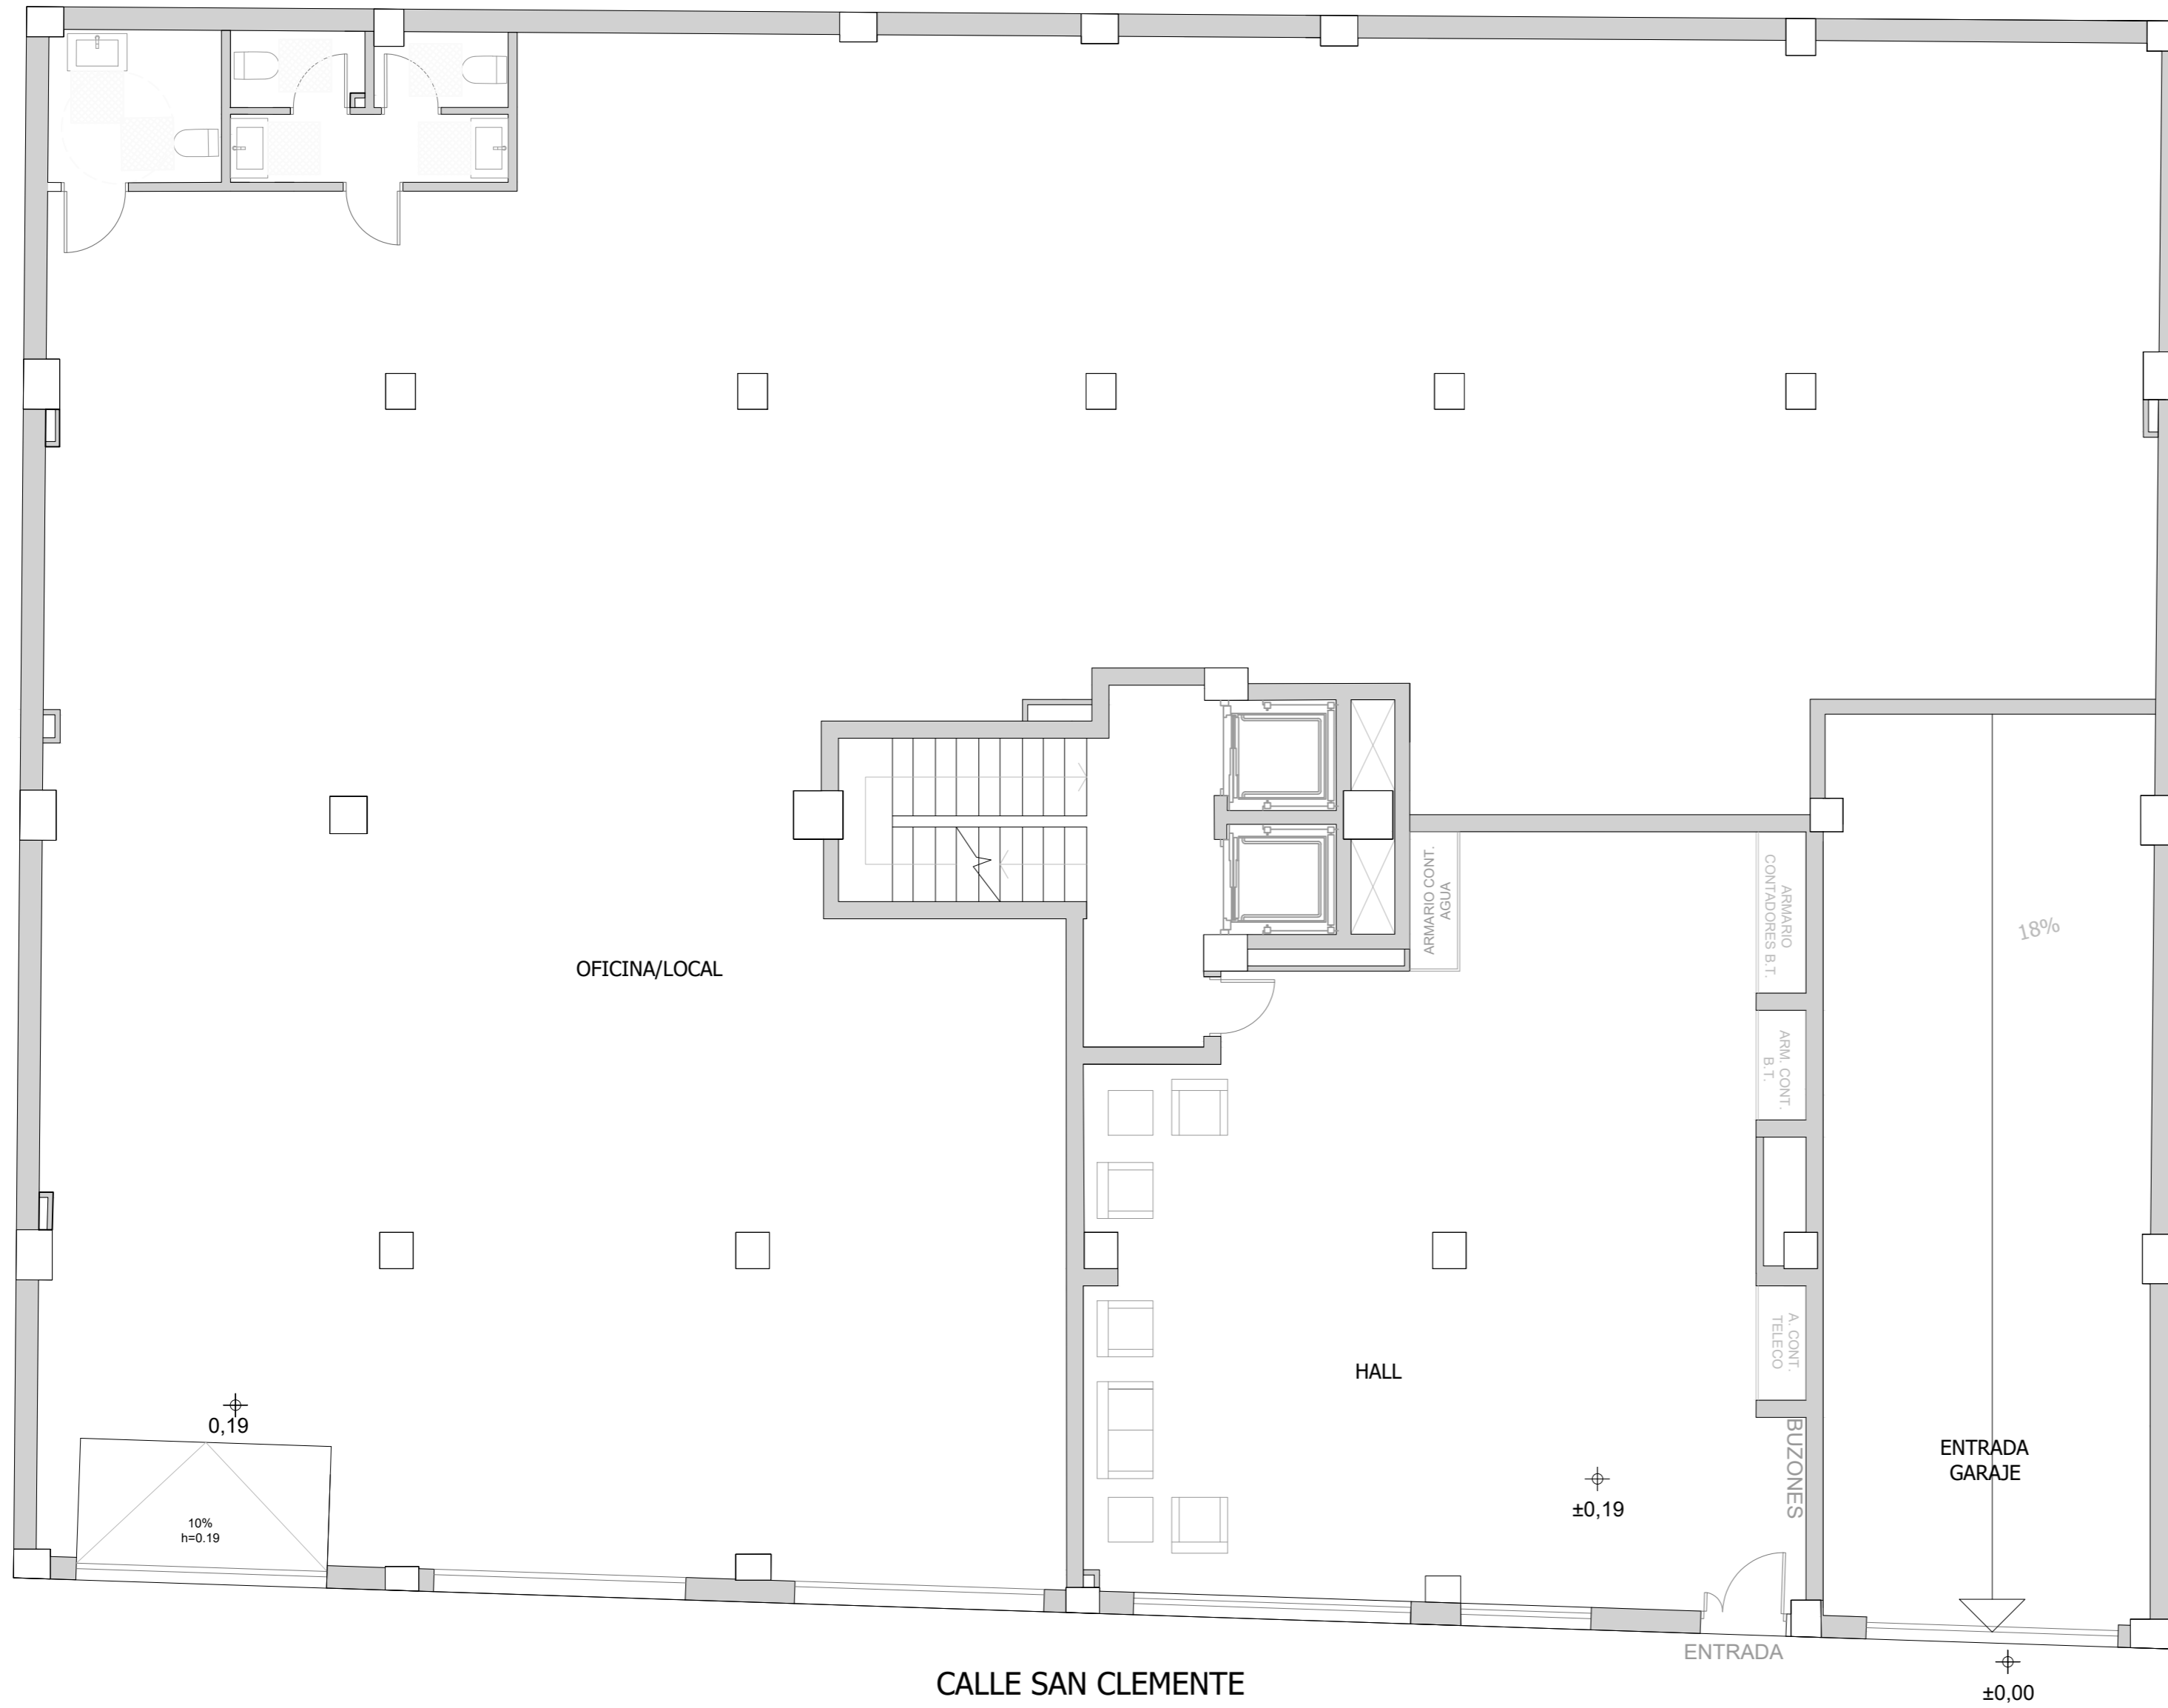 OFICINA/LOCAL
ARMARIO CONT.
AGUA
ARMARIO
CONTADORES B.T.
18%
ARM. CONT.
B.T.
A. CONT.
TELECO
HALL
0,19
BUZONES
ENTRADA
GARAJE
10%
h=0.19
±0,19
ENTRADA
CALLE SAN CLEMENTE
±0,00